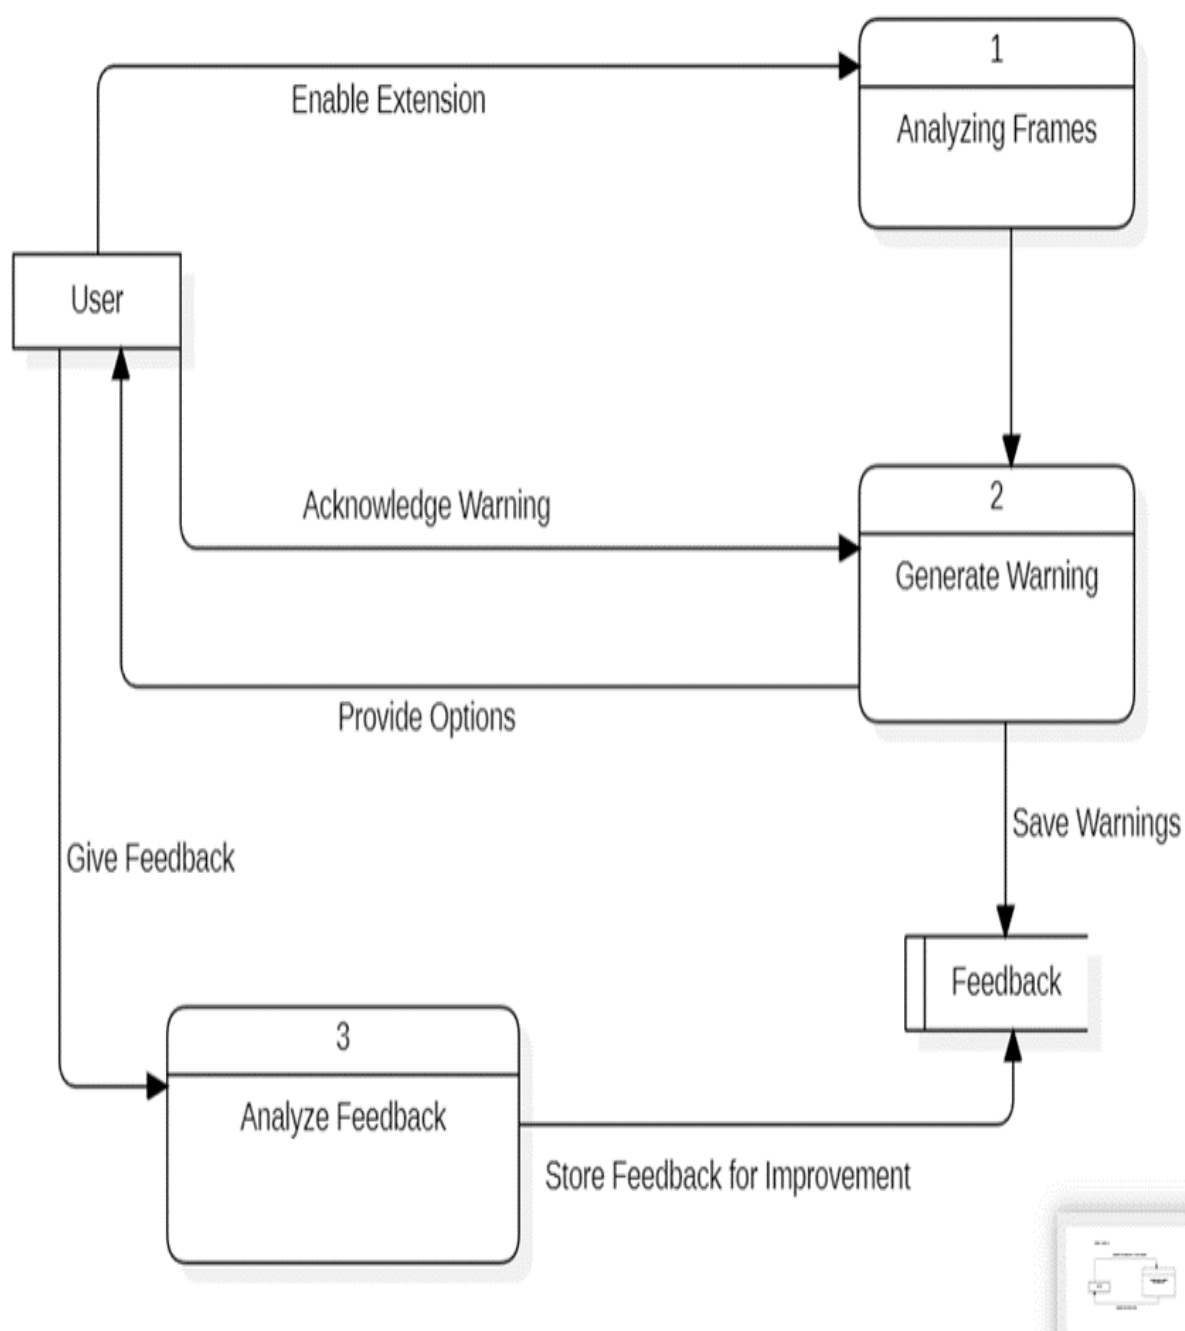 1
Enable Extension
Analyzing Frames
User
2
Acknowledge Warning
Generate Warning
Provide Options
Save Warnings
Give Feedback
Feedback
3
Analyze Feedback
Store Feedback for Improvement